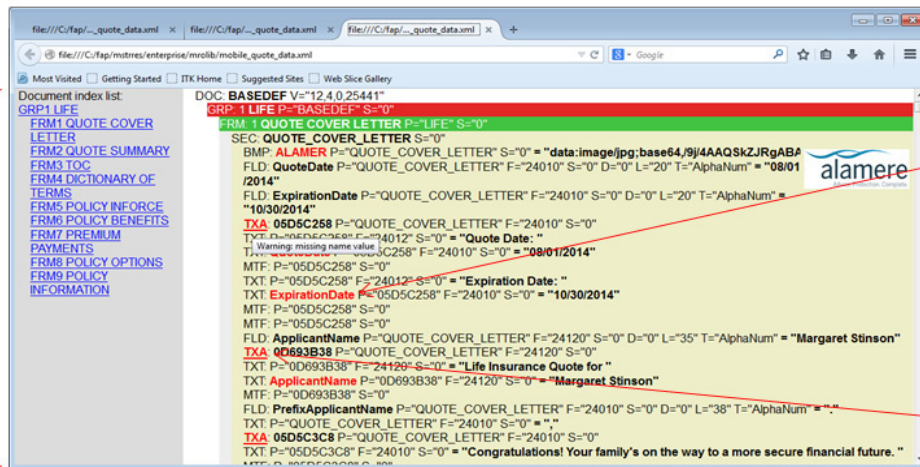 file:///C:/fap/..._quote_data.xml × file:///C:/fap/..._quote_data.xml × file:///C:/fap/..._quote_data.xml × +
file:///C:/fap/mstrres/enterprise/mrolib/mobile_quote_data.xml
Google
Most Visited Getting Started ITK Home Suggested Sites Web Slice Gallery
Document index list:
GRP1 LIFE
FRM1 QUOTE COVER
LETTER
FRM2 QUOTE SUMMARY
FRM3 TOC
FRM4 DICTIONARY OF
TERMS
FRM5 POLICY INFORCE
FRM6 POLICY BENEFITS
FRM7 PREMIUM
PAYMENTS
FRM8 POLICY OPTIONS
FRM9 POLICY
INFORMATION
DOC: BASEDEF V="12,4,0,25441"
GRP: 1 LIFE P="BASEDEF" S="0"
FRM: 1 QUOTE COVER LETTER P="LIFE" S="0"
SEC: QUOTE_COVER_LETTER S="0"
BMP: ALAMER P="QUOTE_COVER_LETTER" S="0" = "data:image/jpg;base64,/9j/4AAQSkZJRgABA
alamere
FLD: QuoteDate P="QUOTE_COVER_LETTER" F="24010" S="0" D="0" L="20" T="AlphaNum" = "08/01
/2014"
FLD: ExpirationDate P="QUOTE_COVER_LETTER" F="24010" S="0" D="0" L="20" T="AlphaNum" =
"10/30/2014"
TXA: 05D5C258 P="QUOTE_COVER_LETTER" F="24010" S="0"
TXT: P="05D5C258" F="24012" S="0" = "Quote Date: "
Warning: missing name value
TXT: QuoteDate P="05D5C258" F="24010" S="0" = "08/01/2014"
MTF: P="05D5C258" S="0"
TXT: P="05D5C258" F="24012" S="0" = "Expiration Date: "
TXT: ExpirationDate P="05D5C258" F="24010" S="0" = "10/30/2014"
MTF: P="05D5C258" S="0"
MTF: P="05D5C258" S="0"
FLD: ApplicantName P="QUOTE_COVER_LETTER" F="24120" S="0" D="0" L="35" T="AlphaNum" = "Margaret Stinson"
TXA: 0D693B38 P="QUOTE_COVER_LETTER" F="24120" S="0"
TXT: P="0D693B38" F="24120" S="0" = "Life Insurance Quote for "
TXT: ApplicantName P="0D693B38" F="24120" S="0" = "Margaret Stinson"
MTF: P="0D693B38" S="0"
FLD: PrefixApplicantName P="QUOTE_COVER_LETTER" F="24010" S="0" D="0" L="38" T="AlphaNum" = "."
TXT: P="QUOTE_COVER_LETTER" F="24010" S="0" = ","
TXA: 05D5C3C8 P="QUOTE_COVER_LETTER" F="24010" S="0"
TXT: P="05D5C3C8" F="24010" S="0" = "Congratulations! Your family's on the way to a more secure financial future. "
MTF: P="05D5C3C8" S="0"